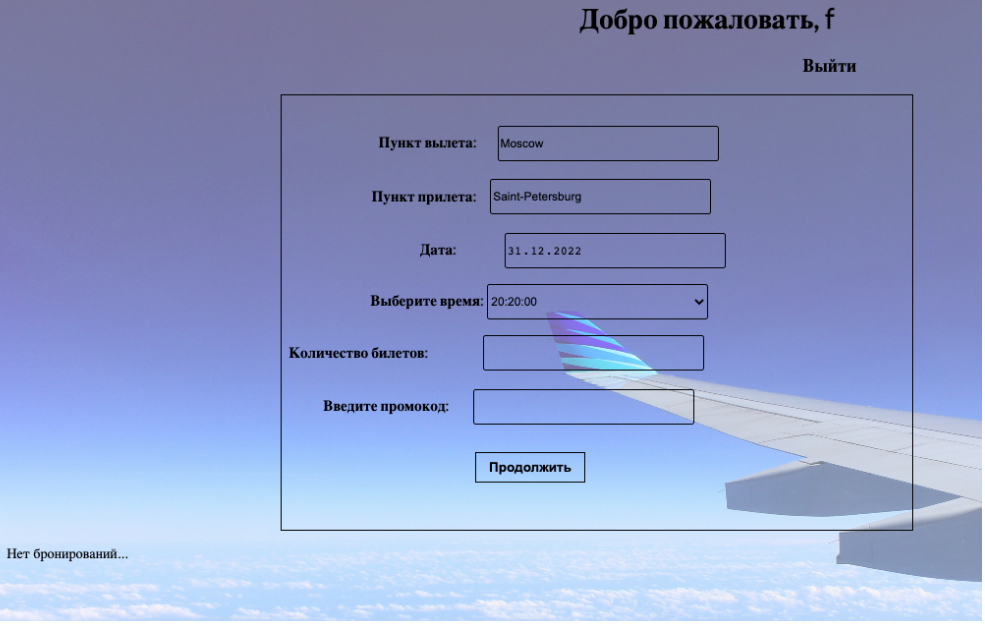 Добро пожаловать, f
Выйти
Пункт вылета: Moscow
Пункт прилета: Saint-Petersburg
Дата: 31.12.2022
Выберите время: 20:20:00
Количество билетов:
Введите промокод:
Продолжить
Нет бронирований...